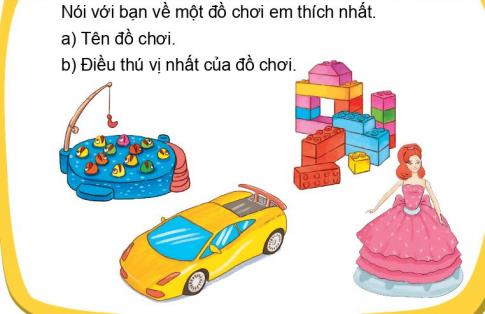 Nói với bạn về một đồ chơi em thích nhất.
a) Tên đồ chơi.
b) Điều thú vị nhất của đồ chơi.